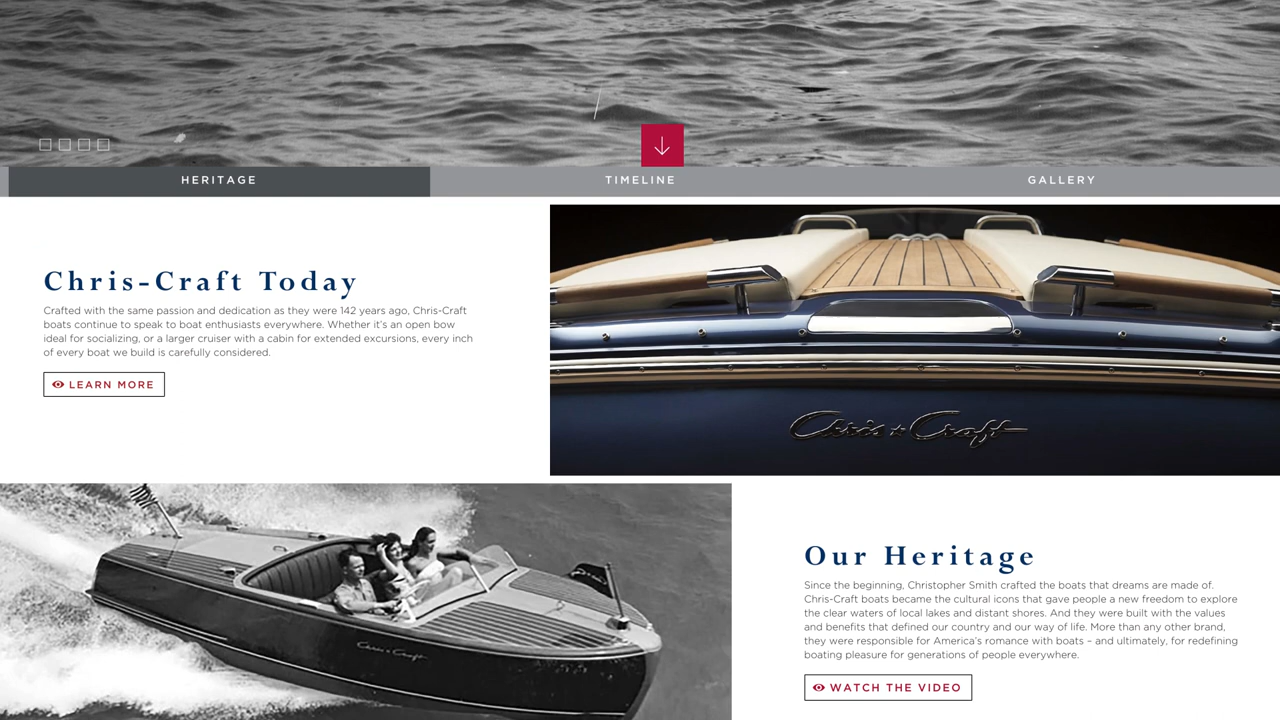 HERITAGE
TIMELINE
GALLERY
Chris-Craft Today
Crafted with the same passion and dedication as they were 142 years ago, Chris-Craft
boats continue to speak to boat enthusiasts everywhere. Whether it's an open bow
ideal for socializing, or a larger cruiser with a cabin for extended excursions, every inch
of every boat we build is carefully considered.
LEARN MORE
Chris Craft
Chris-Craft
Our Heritage
Since the beginning, Christopher Smith crafted the boats that dreams are made of.
Chris-Craft boats became the cultural icons that gave people a new freedom to explore
the clear waters of local lakes and distant shores. And they were built with the values
and benefits that defined our country and our way of life. More than any other brand,
they were responsible for America's romance with boats – and ultimately, for redefining
boating pleasure for generations of people everywhere.
WATCH THE VIDEO